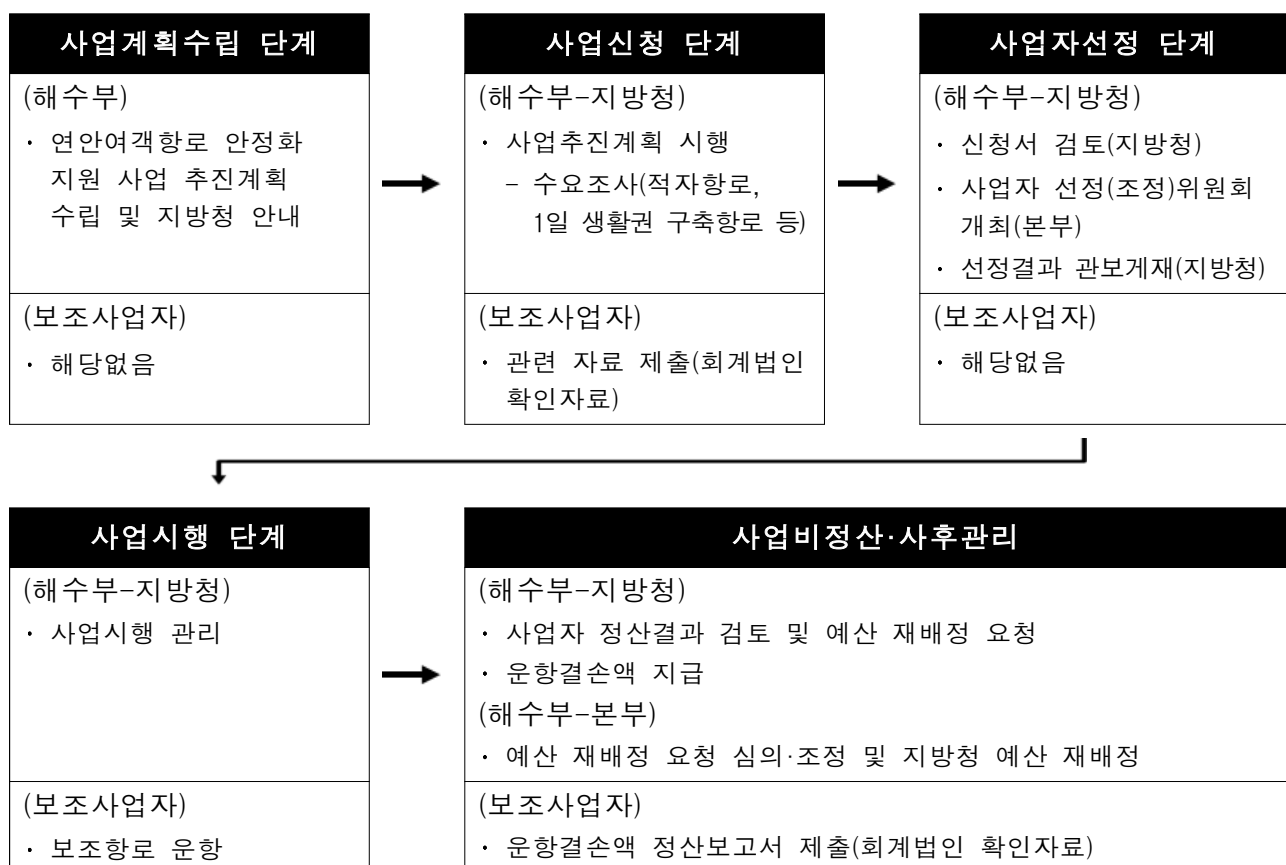 사업계획수립 단계
(해수부)
· 연안여객항로 안정화
지원 사업 추진계획
수립 및 지방청 안내
(보조사업자)
· 해당없음
사업신청 단계
(해수부-지방청)
· 사업추진계획 시행
- 수요조사(적자항로,
1일 생활권 구축항로 등)
(보조사업자)
· 관련 자료 제출(회계법인
확인자료)
사업자선정 단계
(해수부-지방청)
· 신청서 검토(지방청)
· 사업자 선정(조정)위원회
개최(본부)
· 선정결과 관보게재(지방청)
(보조사업자)
· 해당없음
사업시행 단계
(해수부-지방청)
· 사업시행 관리
(보조사업자)
· 보조항로 운항
사업비정산·사후관리
(해수부-지방청)
· 사업자 정산결과 검토 및 예산 재배정 요청
· 운항결손액 지급
(해수부-본부)
· 예산 재배정 요청 심의·조정 및 지방청 예산 재배정
(보조사업자)
· 운항결손액 정산보고서 제출(회계법인 확인자료)